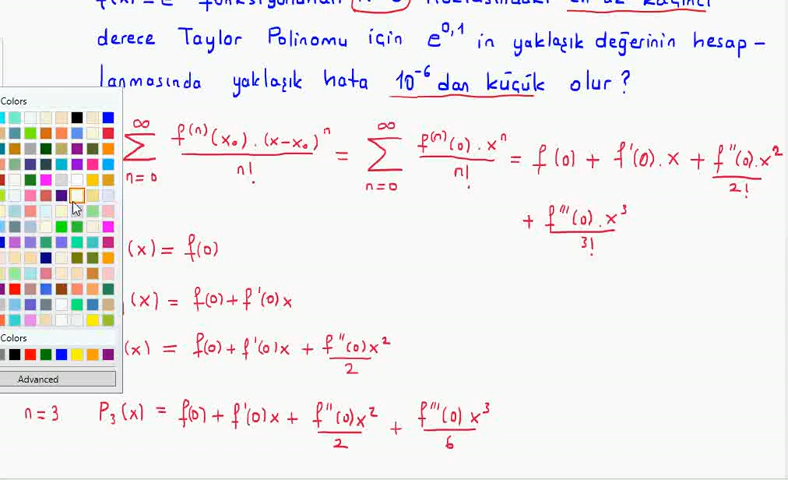 fonksiyonunun
derece Taylor Polinomu için e^0,1 in yaklaşık değerinin hesap-
lanmasında yaklaşık hata 10^-6 dan küçük olur?
Colors
∞ ∑ n=0 f^(n)(x₀).(x-x₀)^n / n! = ∞ ∑ n=0 f^(n)(0).x^n / n! = f(0) + f'(0).x + f''(0).x² / 2!
+ f'''(0).x³ / 3!
(x) = f(0)
(x) = f(0)+f'(0)x
(x) = f(0)+f'(0)x + f''(0)x² / 2
Colors
Advanced
n=3 P₃(x) = f(0)+f'(0)x + f''(0)x² / 2 + f'''(0)x³ / 6